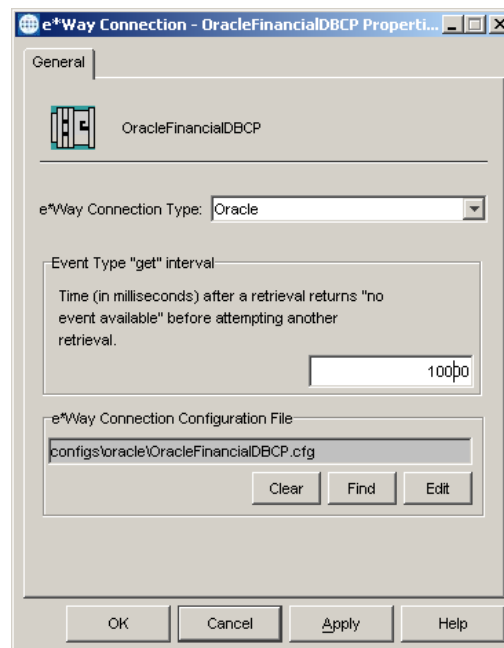 e*Way Connection - OracleFinancialDBCP Properti...
General
OracleFinancialDBCP
e*Way Connection Type: Oracle
Event Type "get" interval
Time (in milliseconds) after a retrieval returns "no
event available" before attempting another
retrieval.
10000
e*Way Connection Configuration File
configs\oracle\OracleFinancialDBCP.cfg
Clear Find Edit
OK Cancel Apply Help